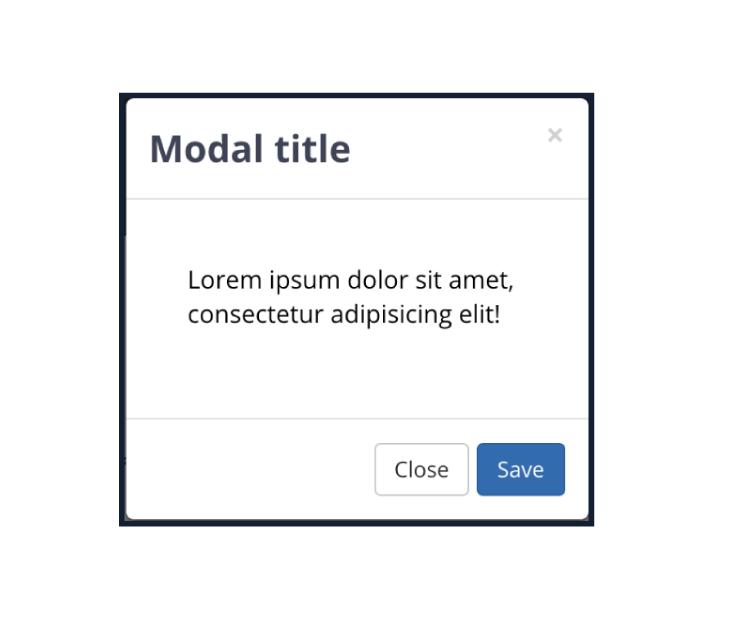 Modal title
×
Lorem ipsum dolor sit amet,
consectetur adipisicing elit!
Close
Save